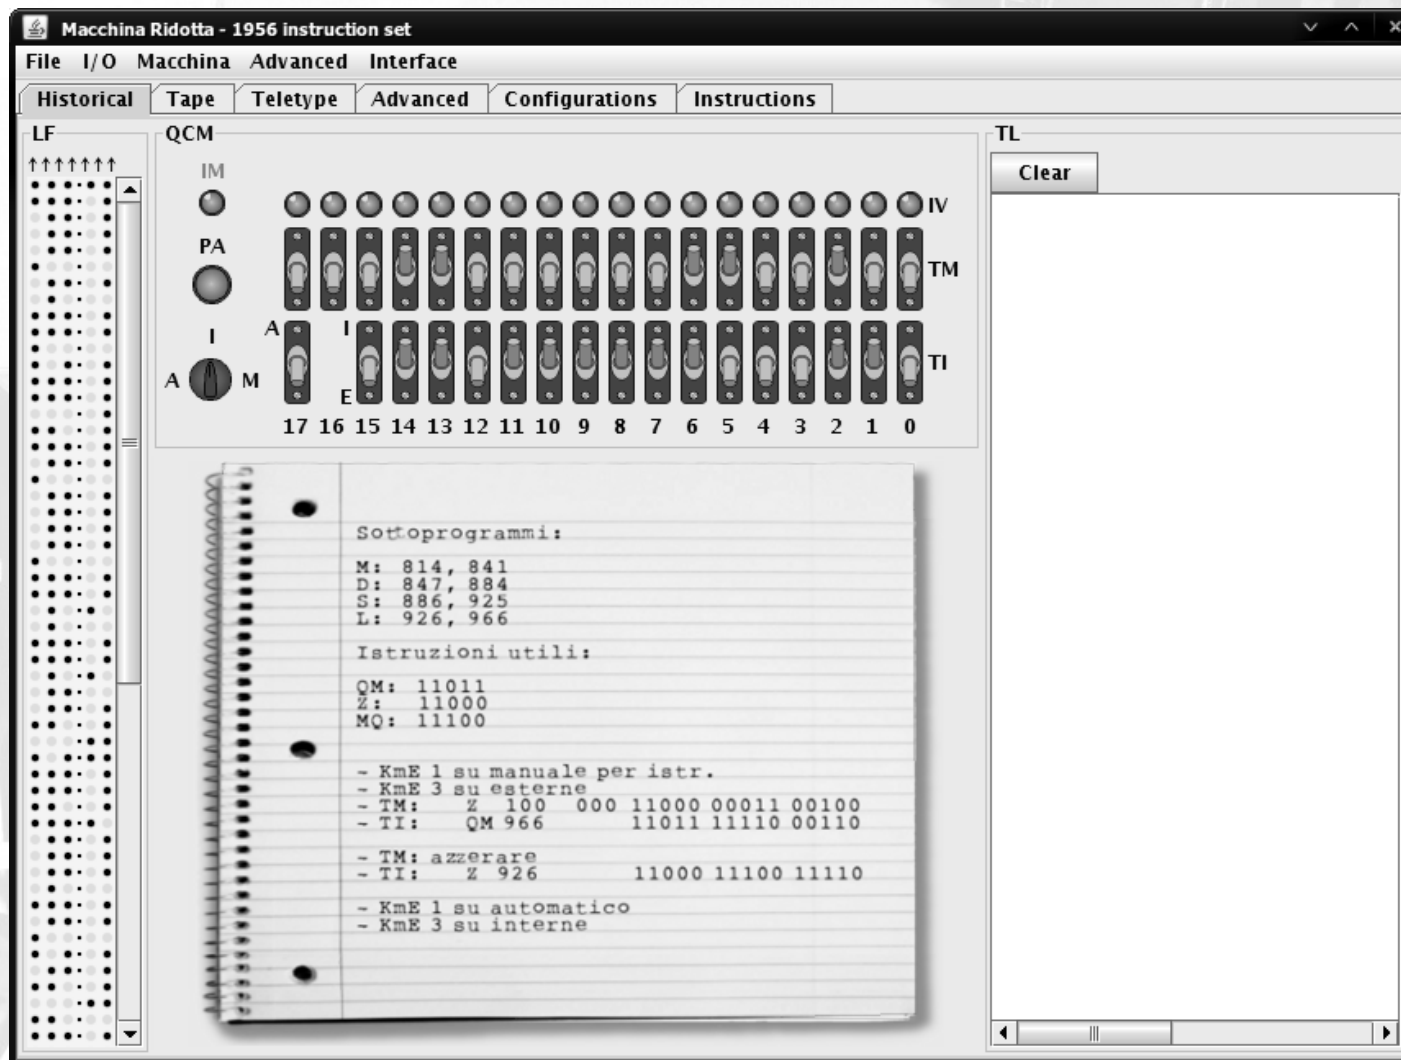 Macchina Ridotta - 1956 instruction set
File I/O Macchina Advanced Interface
Historical Tape Teletype Advanced Configurations Instructions
LF
QCM
IM
PA
I
A M
IV
TM
A I
E
TI
17 16 15 14 13 12 11 10 9 8 7 6 5 4 3 2 1 0
TL
Clear
Sottoprogrammi:
M: 814, 841
D: 847, 884
S: 886, 925
L: 926, 966
Istruzioni utili:
QM: 11011
Z: 11000
MQ: 11100
~ KmE 1 su manuale per istr.
~ KmE 3 su esterne
~ TM: Z 100 000 11000 00011 00100
~ TI: QM 966 11011 11110 00110
~ TM: azzerare
~ TI: Z 926 11000 11100 11110
~ KmE 1 su automatico
~ KmE 3 su interne